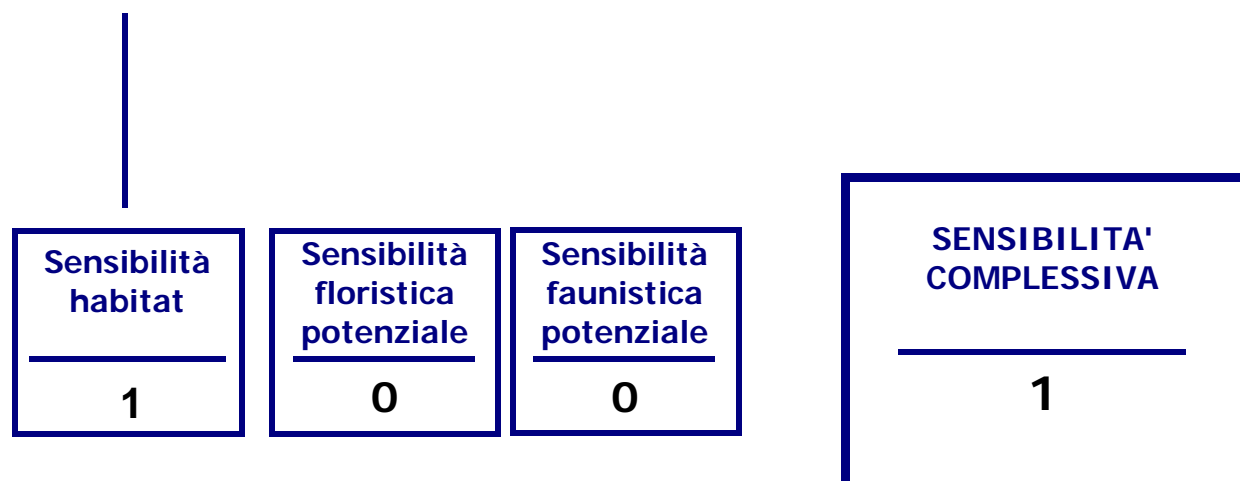 Sensibilità
habitat
1
Sensibilità
floristica
potenziale
0
Sensibilità
faunistica
potenziale
0
SENSIBILITA'
COMPLESSIVA
1